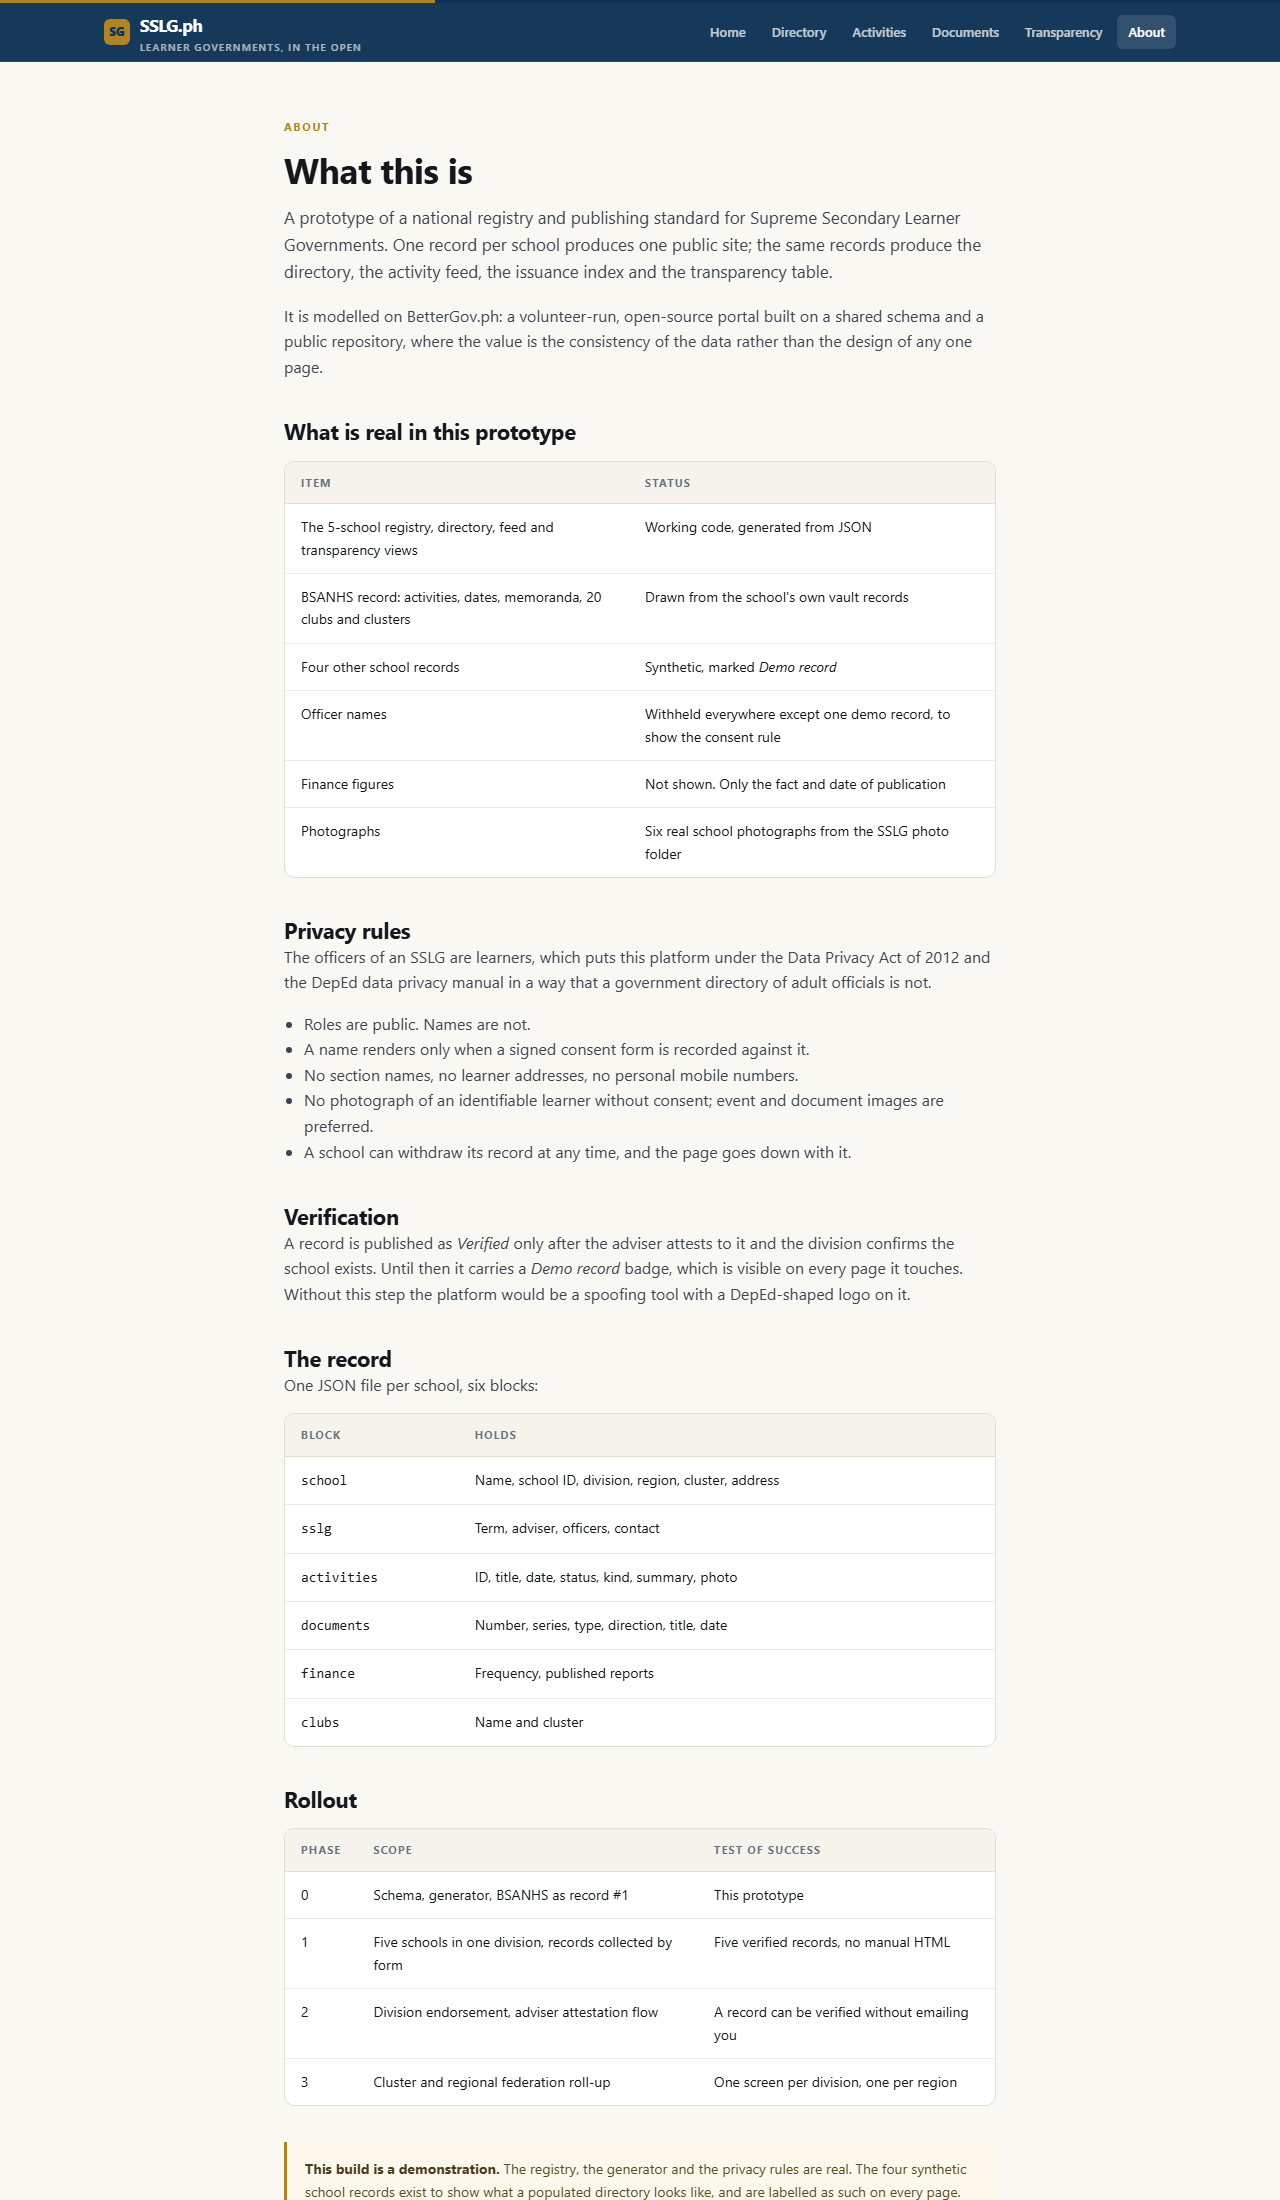 SG
SSLG.ph
LEARNER GOVERNMENTS, IN THE OPEN
Home Directory Activities Documents Transparency About
ABOUT
What this is
A prototype of a national registry and publishing standard for Supreme Secondary Learner
Governments. One record per school produces one public site; the same records produce the
directory, the activity feed, the issuance index and the transparency table.
It is modelled on BetterGov.ph: a volunteer-run, open-source portal built on a shared schema and a
public repository, where the value is the consistency of the data rather than the design of any one
page.
What is real in this prototype
ITEM STATUS
The 5-school registry, directory, feed and
transparency views
Working code, generated from JSON
BSANHS record: activities, dates, memoranda, 20
clubs and clusters
Drawn from the school's own vault records
Four other school records
Synthetic, marked Demo record
Officer names
Withheld everywhere except one demo record, to
show the consent rule
Finance figures
Not shown. Only the fact and date of publication
Photographs
Six real school photographs from the SSLG photo
folder
Privacy rules
The officers of an SSLG are learners, which puts this platform under the Data Privacy Act of 2012 and
the DepEd data privacy manual in a way that a government directory of adult officials is not.
• Roles are public. Names are not.
• A name renders only when a signed consent form is recorded against it.
• No section names, no learner addresses, no personal mobile numbers.
• No photograph of an identifiable learner without consent; event and document images are
preferred.
• A school can withdraw its record at any time, and the page goes down with it.
Verification
A record is published as Verified only after the adviser attests to it and the division confirms the
school exists. Until then it carries a Demo record badge, which is visible on every page it touches.
Without this step the platform would be a spoofing tool with a DepEd-shaped logo on it.
The record
One JSON file per school, six blocks:
BLOCK HOLDS
school Name, school ID, division, region, cluster, address
sslg Term, adviser, officers, contact
activities ID, title, date, status, kind, summary, photo
documents Number, series, type, direction, title, date
finance Frequency, published reports
clubs Name and cluster
Rollout
PHASE SCOPE TEST OF SUCCESS
0 Schema, generator, BSANHS as record #1 This prototype
1 Five schools in one division, records collected by
form
Five verified records, no manual HTML
2 Division endorsement, adviser attestation flow A record can be verified without emailing
you
3 Cluster and regional federation roll-up One screen per division, one per region
This build is a demonstration. The registry, the generator and the privacy rules are real. The four synthetic
school records exist to show what a populated directory looks like, and are labelled as such on every page.